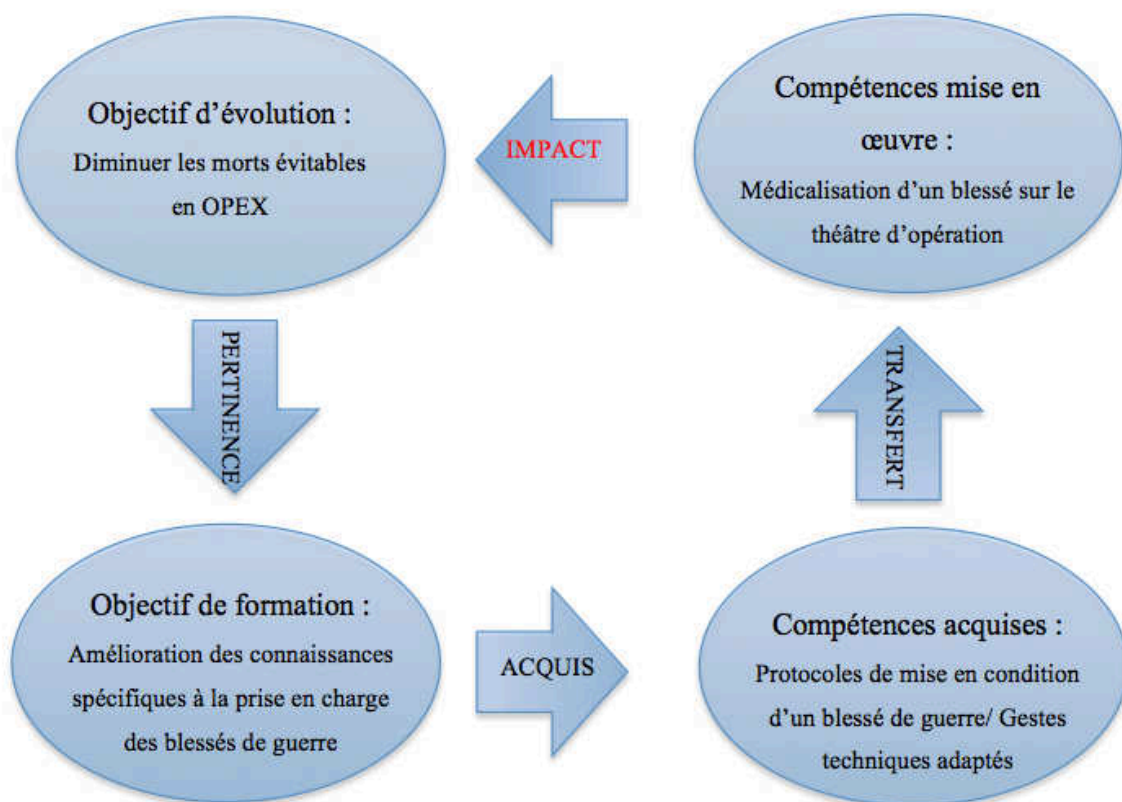 Objectif d’évolution :
Diminuer les morts évitables
en OPEX
IMPACT
Compétences mise en
œuvre :
Médicalisation d’un blessé sur le
théâtre d’opération
PERTINENCE
TRANSFERT
Objectif de formation :
Amélioration des connaissances
spécifiques à la prise en charge
des blessés de guerre
ACQUIS
Compétences acquises :
Protocoles de mise en condition
d’un blessé de guerre/ Gestes
techniques adaptés